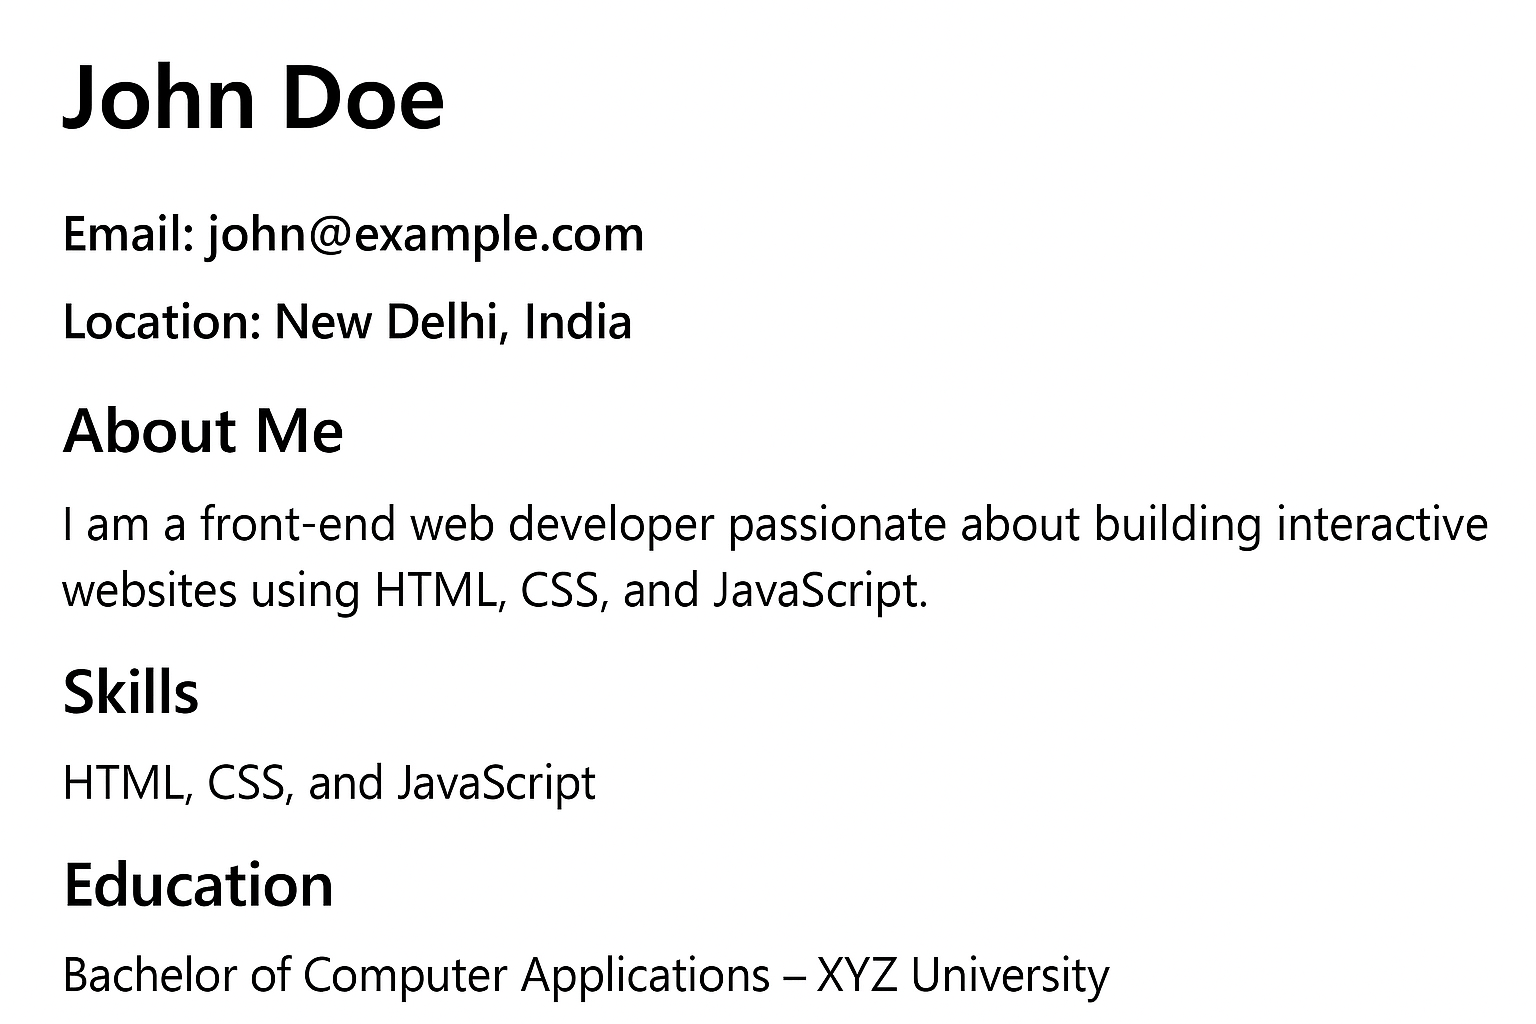 John Doe
Email: john@example.com
Location: New Delhi, India
About Me
I am a front-end web developer passionate about building interactive
websites using HTML, CSS, and JavaScript.
Skills
HTML, CSS, and JavaScript
Education
Bachelor of Computer Applications – XYZ University